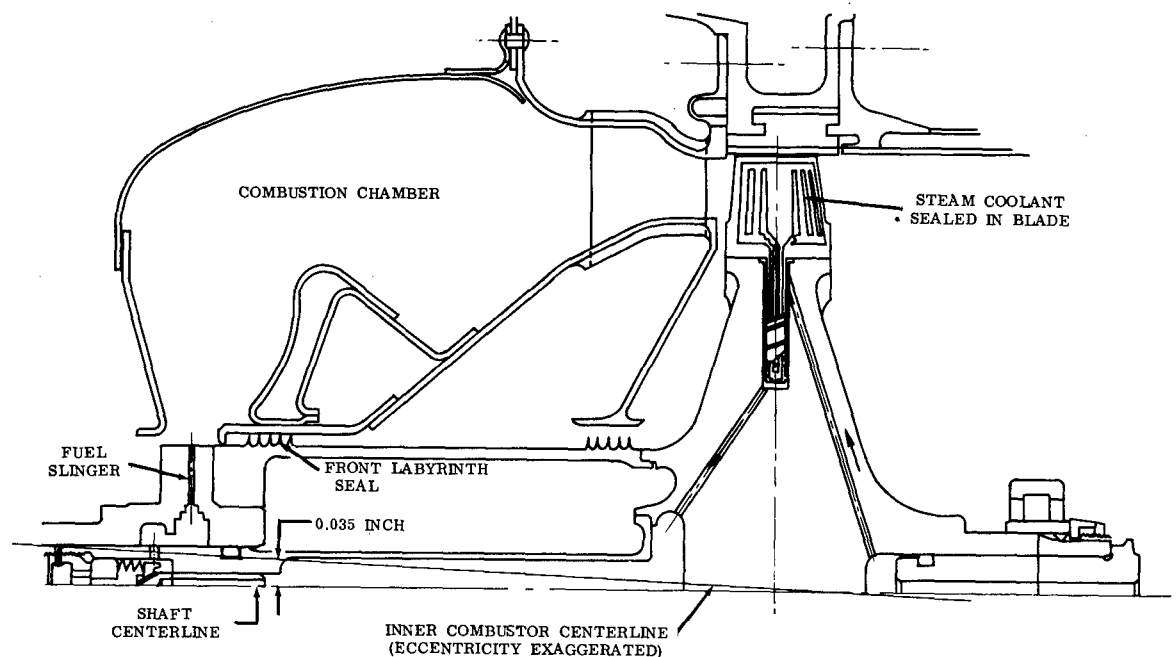 COMBUSTION CHAMBER
STEAM COOLANT
SEALED IN BLADE
FUEL
SLINGER
FRONT LABYRINTH
SEAL
0.035 INCH
SHAFT
CENTERLINE
INNER COMBUSTOR CENTERLINE
(ECCENTRICITY EXAGGERATED)